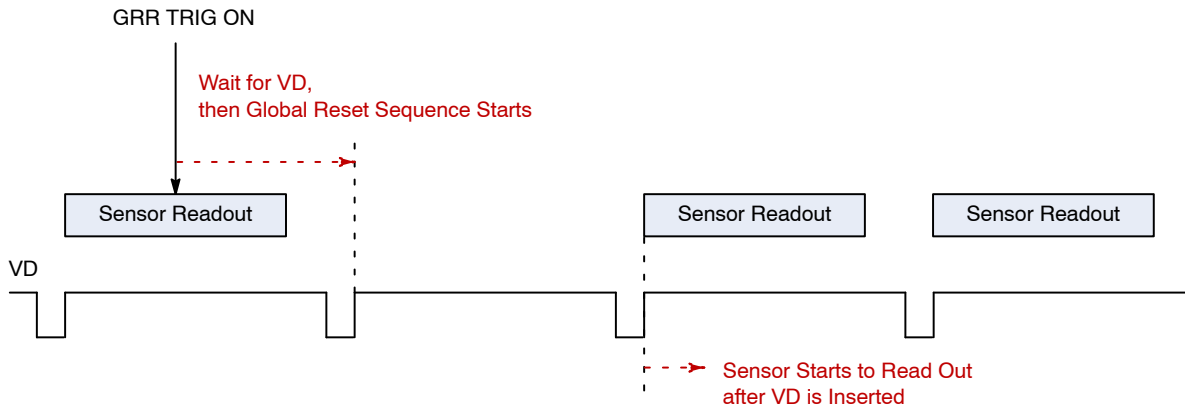 GRR TRIG ON
Wait for VD,
then Global Reset Sequence Starts
Sensor Readout
Sensor Readout
Sensor Readout
VD
Sensor Starts to Read Out
after VD is Inserted